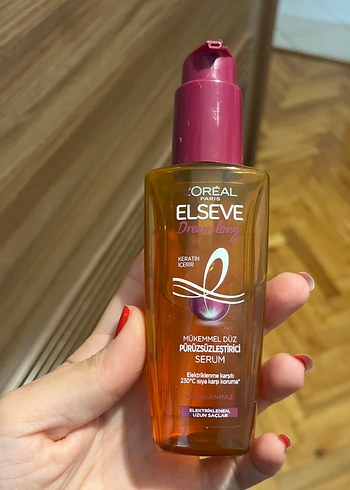 L'ORÉAL
PARIS
ELSEVE
Dream Long
KERATİN
İÇERİR
MÜKEMMEL DÜZ
PÜRÜZSÜZLEŞTİRİCİ
SERUM
Elektriklenme karşıtı
230°C ısıya karşı koruma*
DURULANMAZ
ELEKTRİKLENEN,
UZUN SAÇLAR